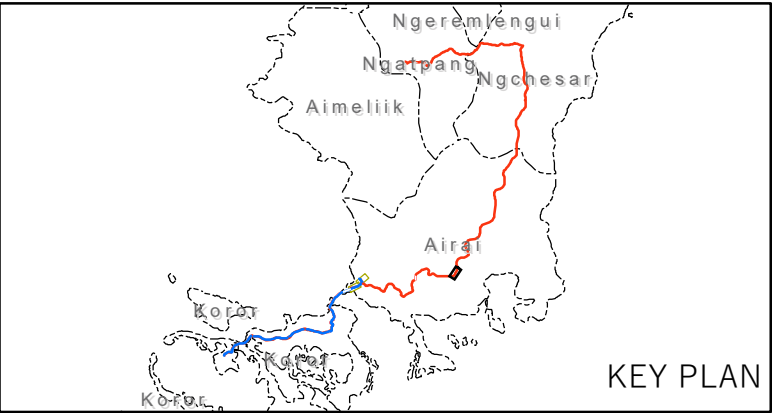 Ngeremlengui
Ngatpang
Ngchesar
Aimeliik
Airai
Koror
Koror
Koror
KEY PLAN